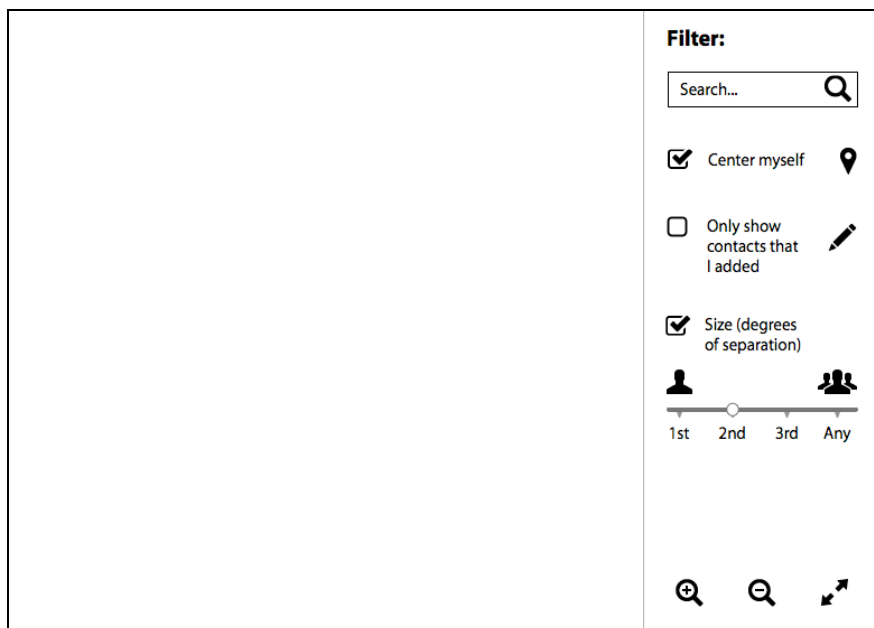 Filter:
Search...
Center myself
Only show
contacts that
I added
Size (degrees
of separation)
1st 2nd 3rd Any